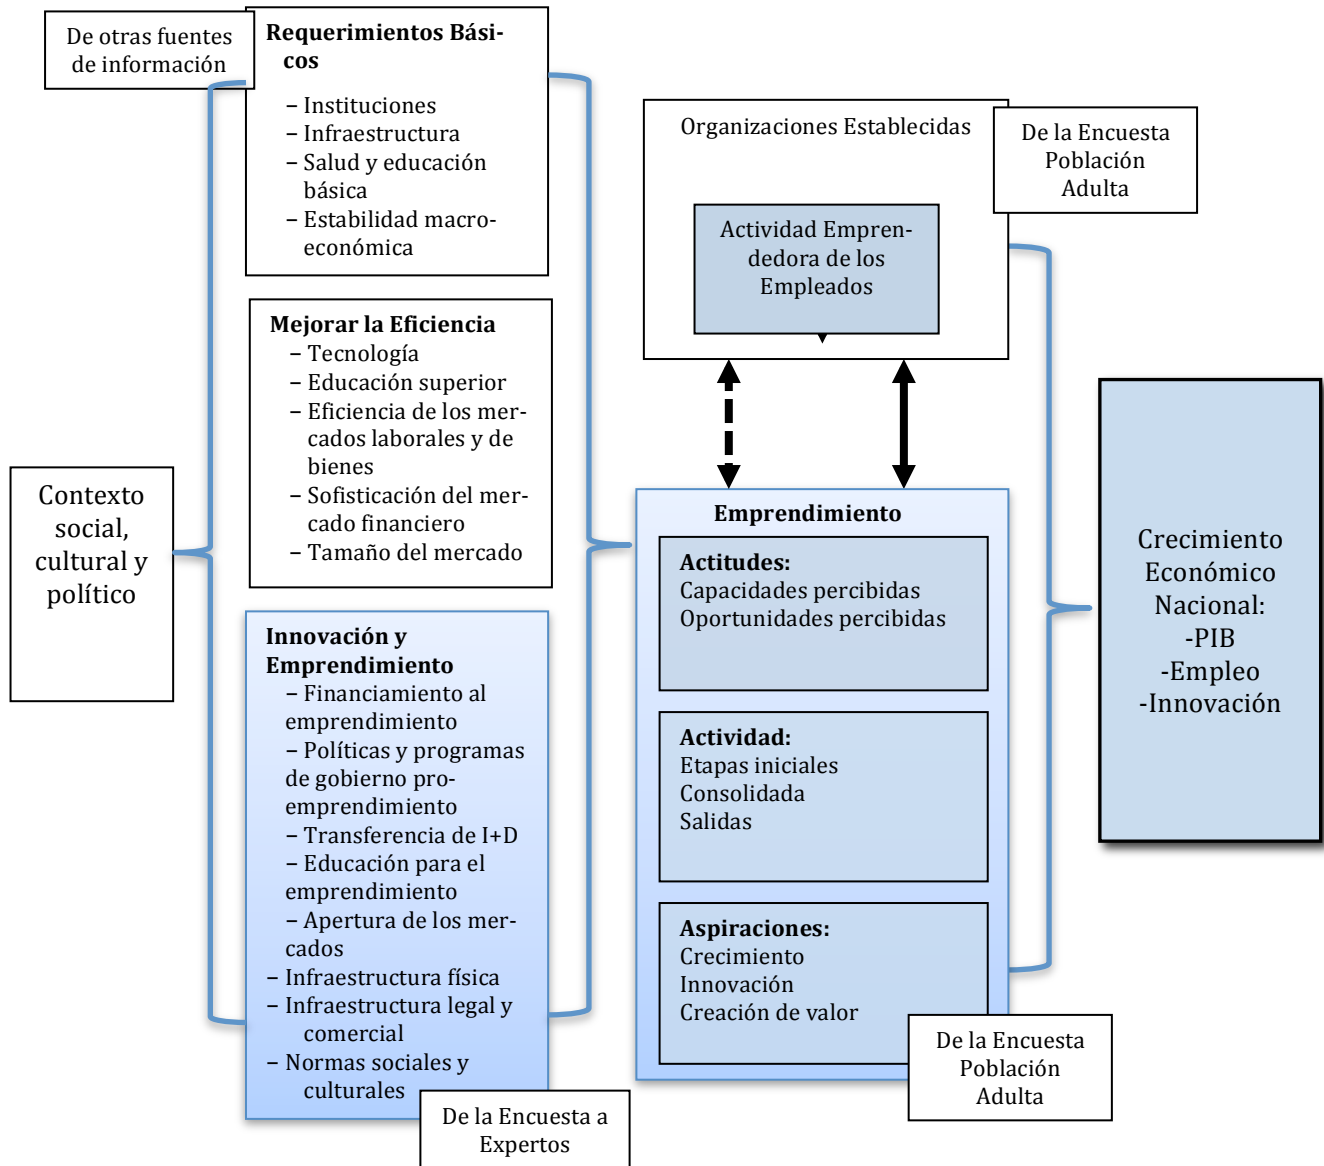 De otras fuentes
de información
Requerimientos Bási-
cos
– Instituciones
– Infraestructura
– Salud y educación
básica
– Estabilidad macro-
económica
Mejorar la Eficiencia
– Tecnología
– Educación superior
– Eficiencia de los mer-
cados laborales y de
bienes
– Sofisticación del mer-
cado financiero
– Tamaño del mercado
Contexto
social,
cultural y
político
Innovación y
Emprendimiento
– Financiamiento al
emprendimiento
– Políticas y programas
de gobierno pro-
emprendimiento
– Transferencia de I+D
– Educación para el
emprendimiento
– Apertura de los mer-
cados
– Infraestructura física
– Infraestructura legal y
comercial
– Normas sociales y
culturales
De la Encuesta a
Expertos
Organizaciones Establecidas
De la Encuesta
Población
Adulta
Actividad Empren-
dedora de los
Empleados
Emprendimiento
Actitudes:
Capacidades percibidas
Oportunidades percibidas
Actividad:
Etapas iniciales
Consolidada
Salidas
Aspiraciones:
Crecimiento
Innovación
Creación de valor
De la Encuesta
Población
Adulta
Crecimiento
Económico
Nacional:
-PIB
-Empleo
-Innovación